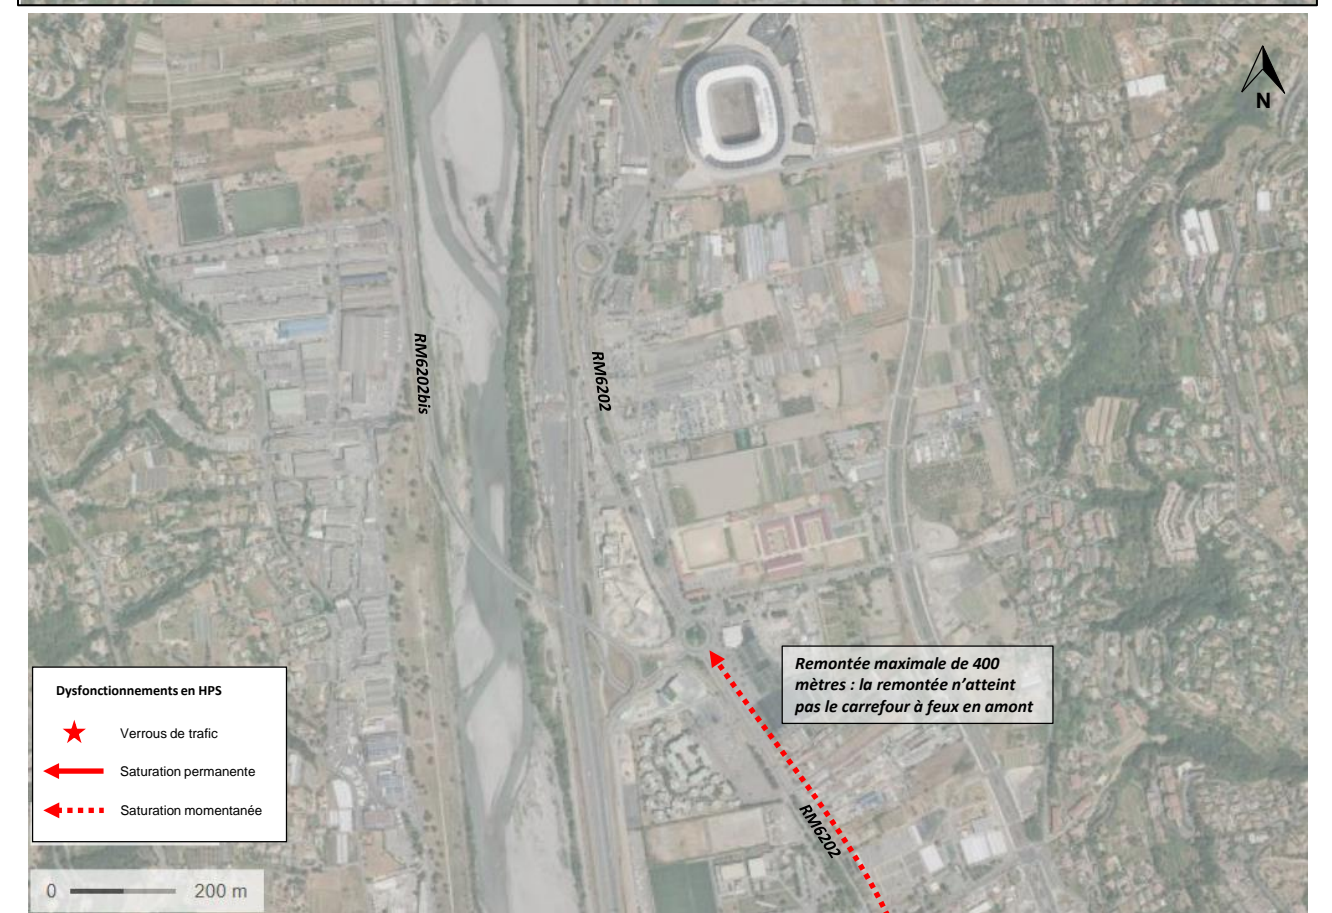 N
RM6202bis
RM6202
Remontée maximale de 400
mètres : la remontée n’atteint
pas le carrefour à feux en amont
Dysfonctionnements en HPS
Verrous de trafic
Saturation permanente
Saturation momentanée
RM6202
0 200 m